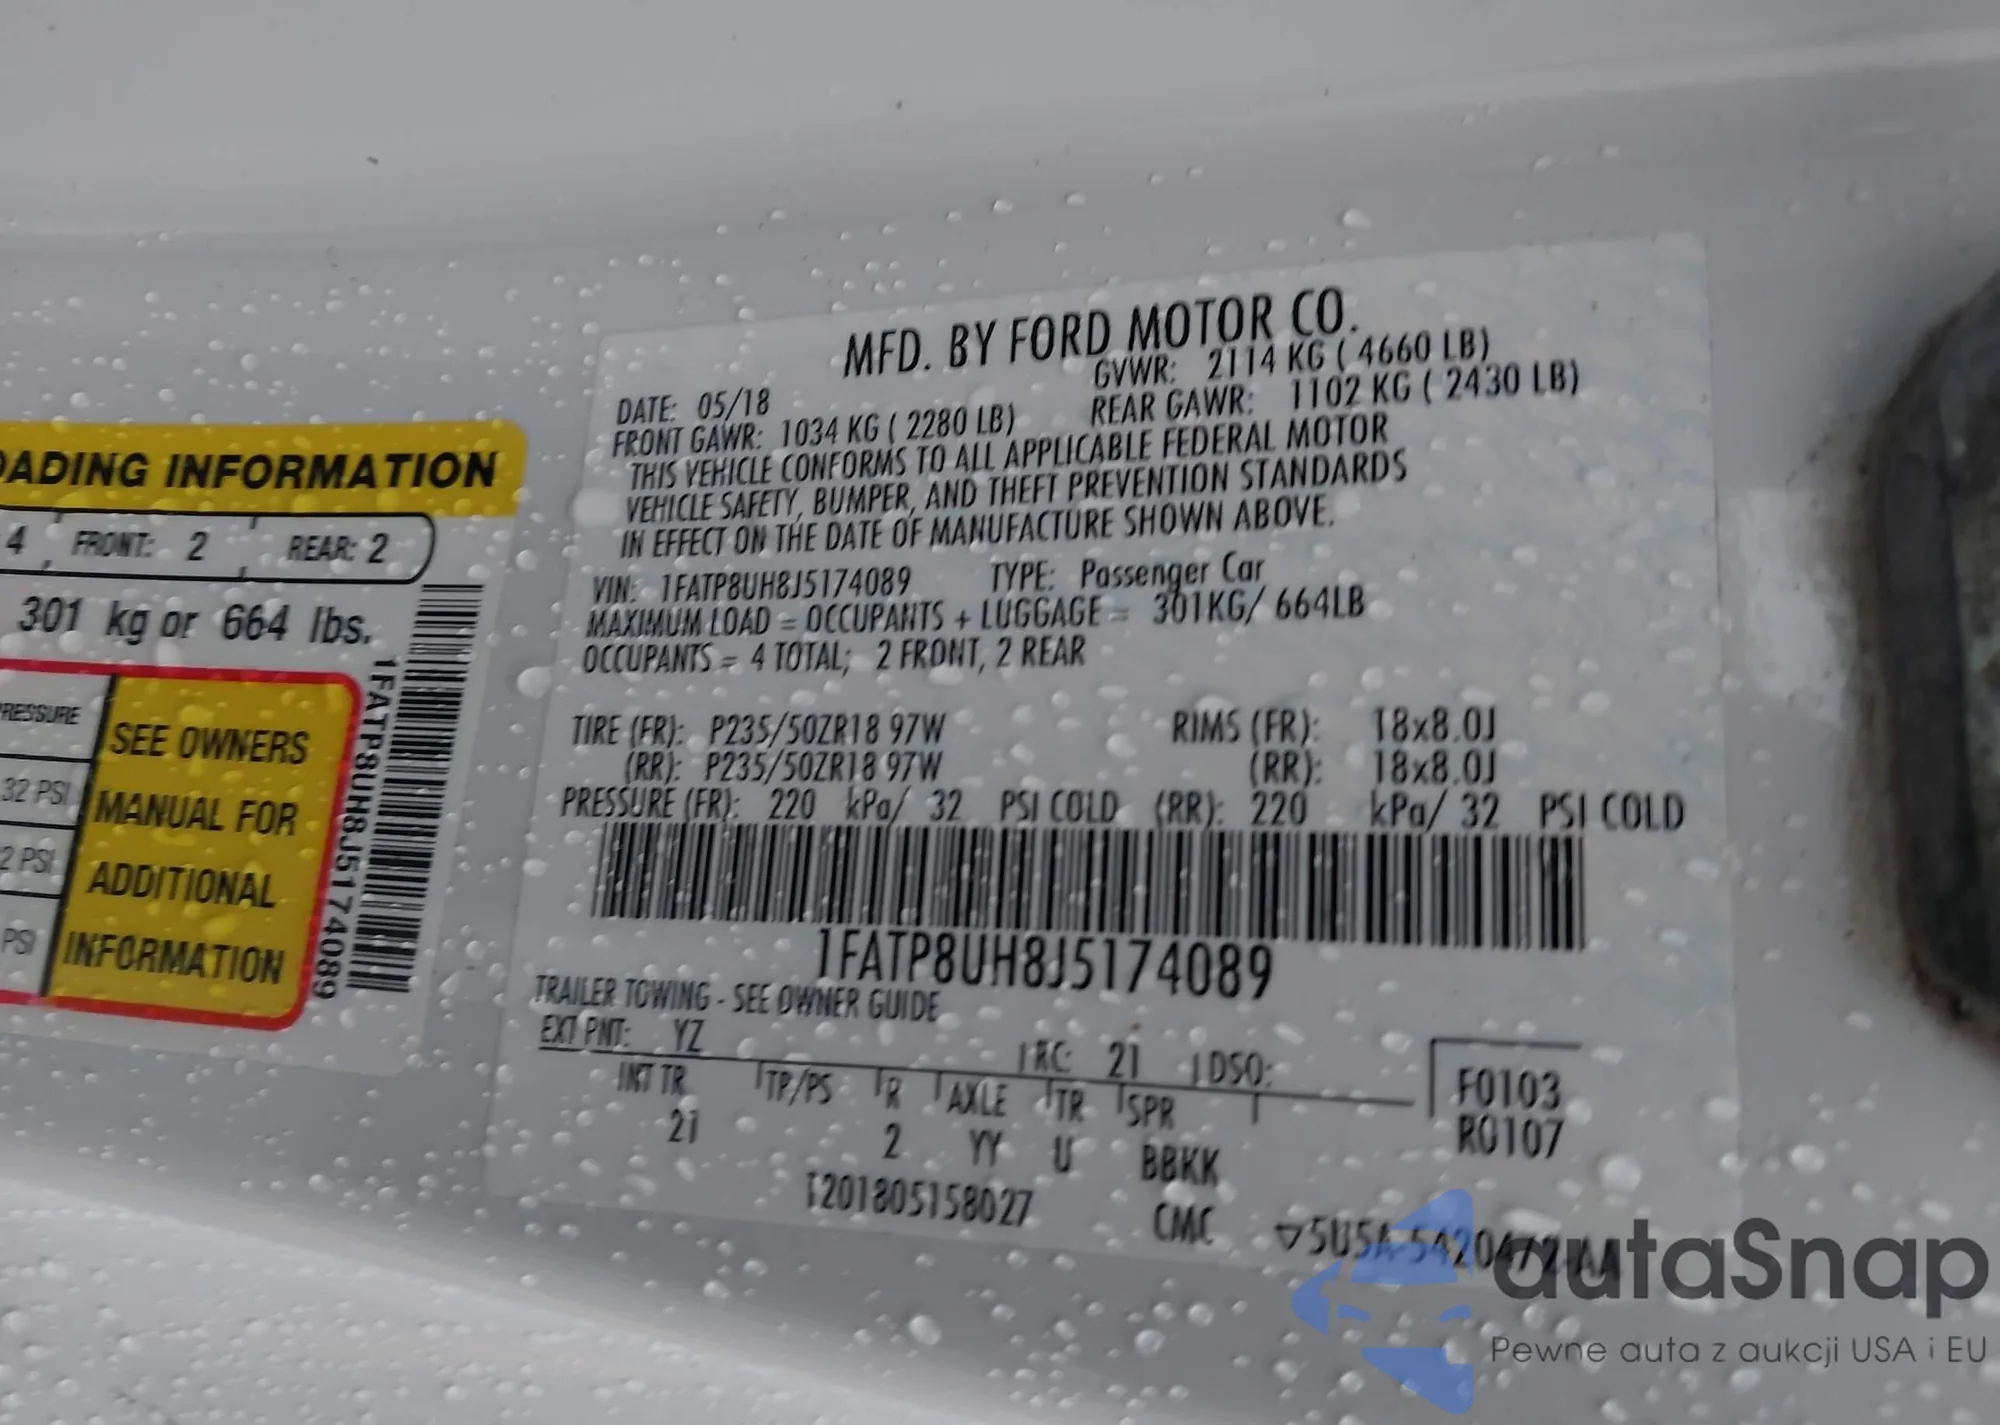 ADING INFORMATION
4 FRONT: 2 REAR: 2
301 kg or 664 lbs.
RESSURE
32 PSI
2 PSI
PSI
SEE OWNERS
MANUAL FOR
ADDITIONAL
INFORMATION
1FATP8UH8J5174089
MFD. BY FORD MOTOR CO.
DATE: 05/18 GVWR: 2114 KG ( 4660 LB)
FRONT GAWR: 1034 KG ( 2280 LB) REAR GAWR: 1102 KG ( 2430 LB)
THIS VEHICLE CONFORMS TO ALL APPLICABLE FEDERAL MOTOR
VEHICLE SAFETY, BUMPER, AND THEFT PREVENTION STANDARDS
IN EFFECT ON THE DATE OF MANUFACTURE SHOWN ABOVE.
VIN: 1FATP8UH8J5174089 TYPE: Passenger Car
MAXIMUM LOAD = OCCUPANTS + LUGGAGE = 301KG/ 664LB
OCCUPANTS = 4 TOTAL; 2 FRONT, 2 REAR
TIRE (FR): P235/50ZR18 97W RIMS (FR): 18x8.0J
(RR): P235/50ZR18 97W (RR): 18x8.0J
PRESSURE (FR): 220 kPa/ 32 PSI COLD (RR): 220 kPa/ 32 PSI COLD
1FATP8UH8J5174089
TRAILER TOWING - SEE OWNER GUIDE
EXT PNT: YZ RC: 21 DSO:
INT TR TP/PS R AXLE TR SPR
21 2 YY U BBKK
F0103
R0107
T201805158027 CMC
5U5A-5420472-AA
autaSnap
Pewne auta z aukcji USA i EU